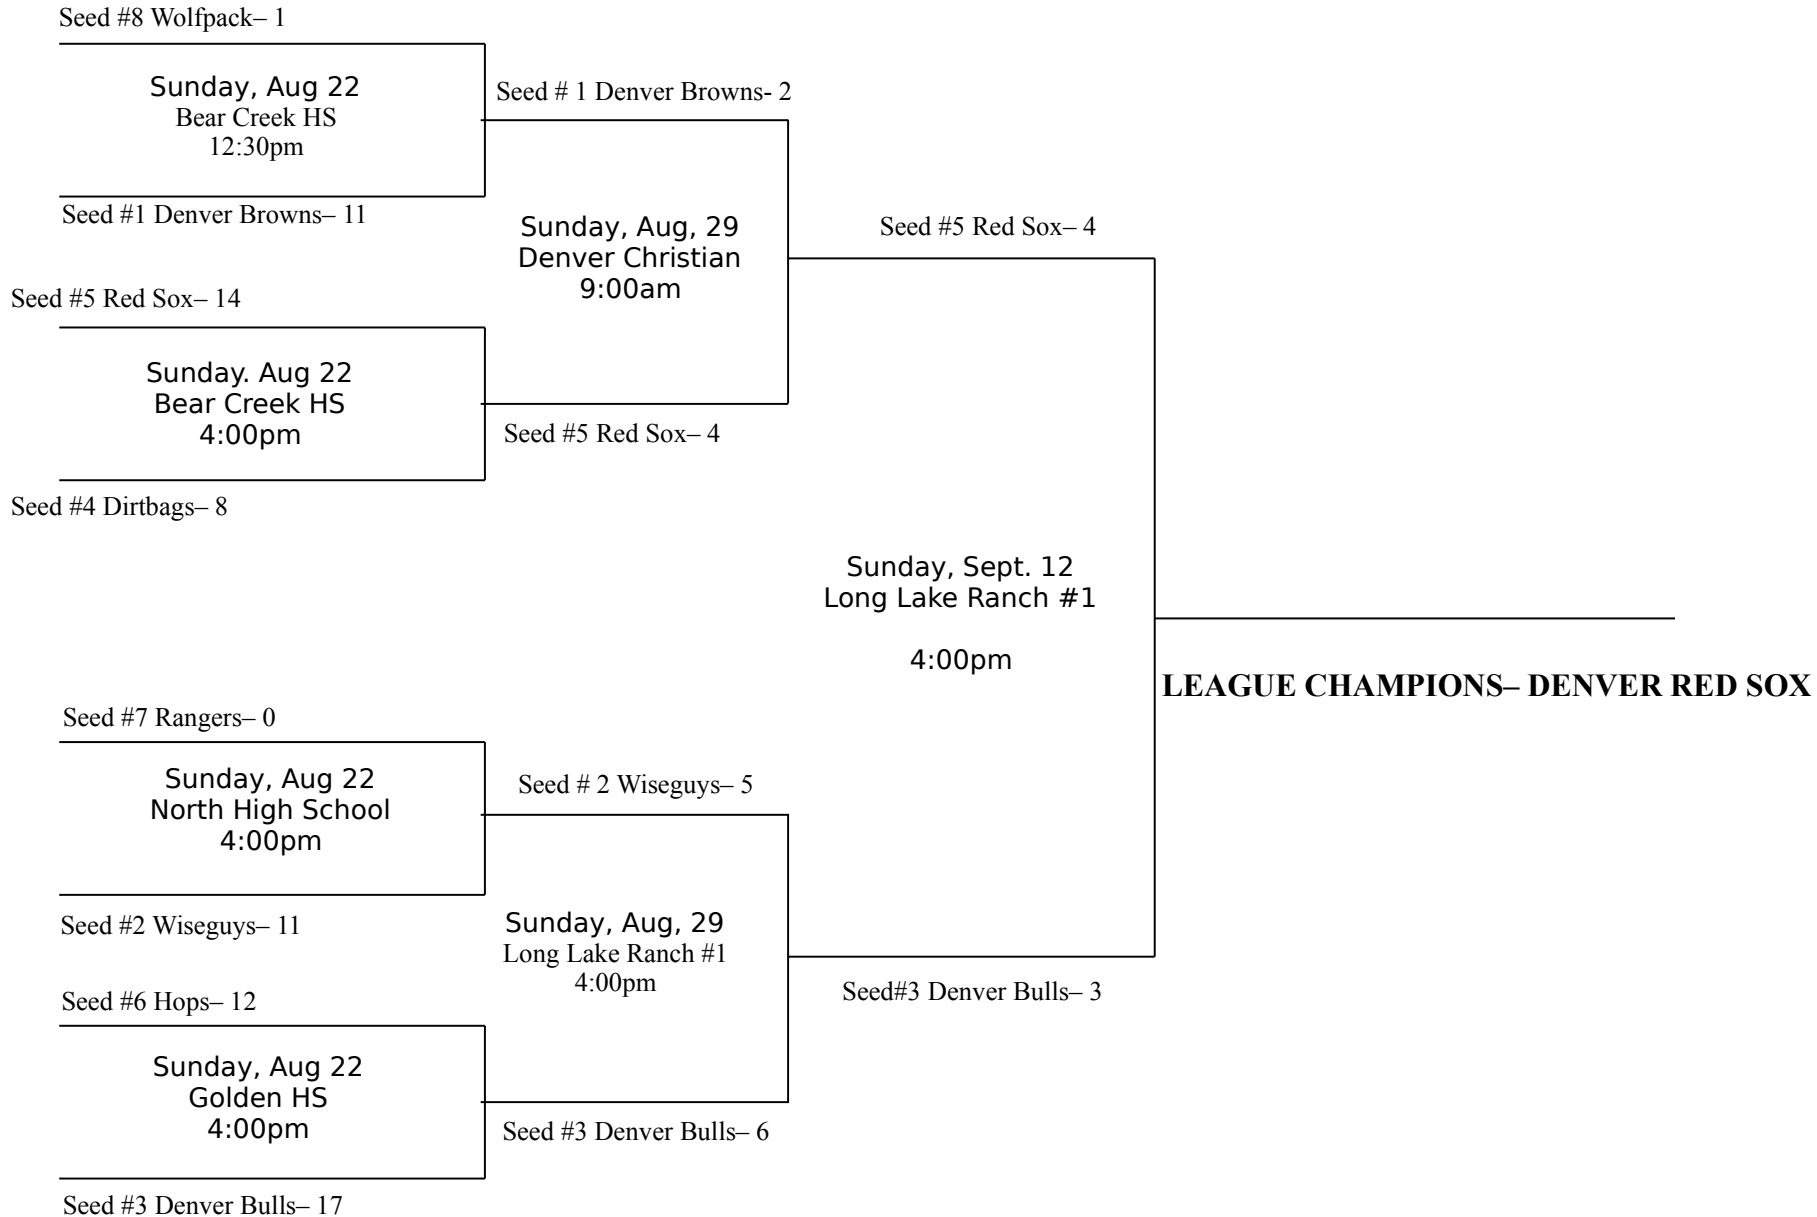 Seed #8 Wolfpack– 1
Sunday, Aug 22
Bear Creek HS
12:30pm
Seed #1 Denver Browns– 11
Seed # 1 Denver Browns- 2
Sunday, Aug, 29
Denver Christian
9:00am
Seed #5 Red Sox– 4
Seed #5 Red Sox– 14
Sunday. Aug 22
Bear Creek HS
4:00pm
Seed #4 Dirtbags– 8
Seed #5 Red Sox– 4
Sunday, Sept. 12
Long Lake Ranch #1
4:00pm
LEAGUE CHAMPIONS– DENVER RED SOX
Seed #7 Rangers– 0
Sunday, Aug 22
North High School
4:00pm
Seed #2 Wiseguys– 11
Seed # 2 Wiseguys– 5
Sunday, Aug, 29
Long Lake Ranch #1
4:00pm
Seed#3 Denver Bulls– 3
Seed #6 Hops– 12
Sunday, Aug 22
Golden HS
4:00pm
Seed #3 Denver Bulls– 17
Seed #3 Denver Bulls– 6